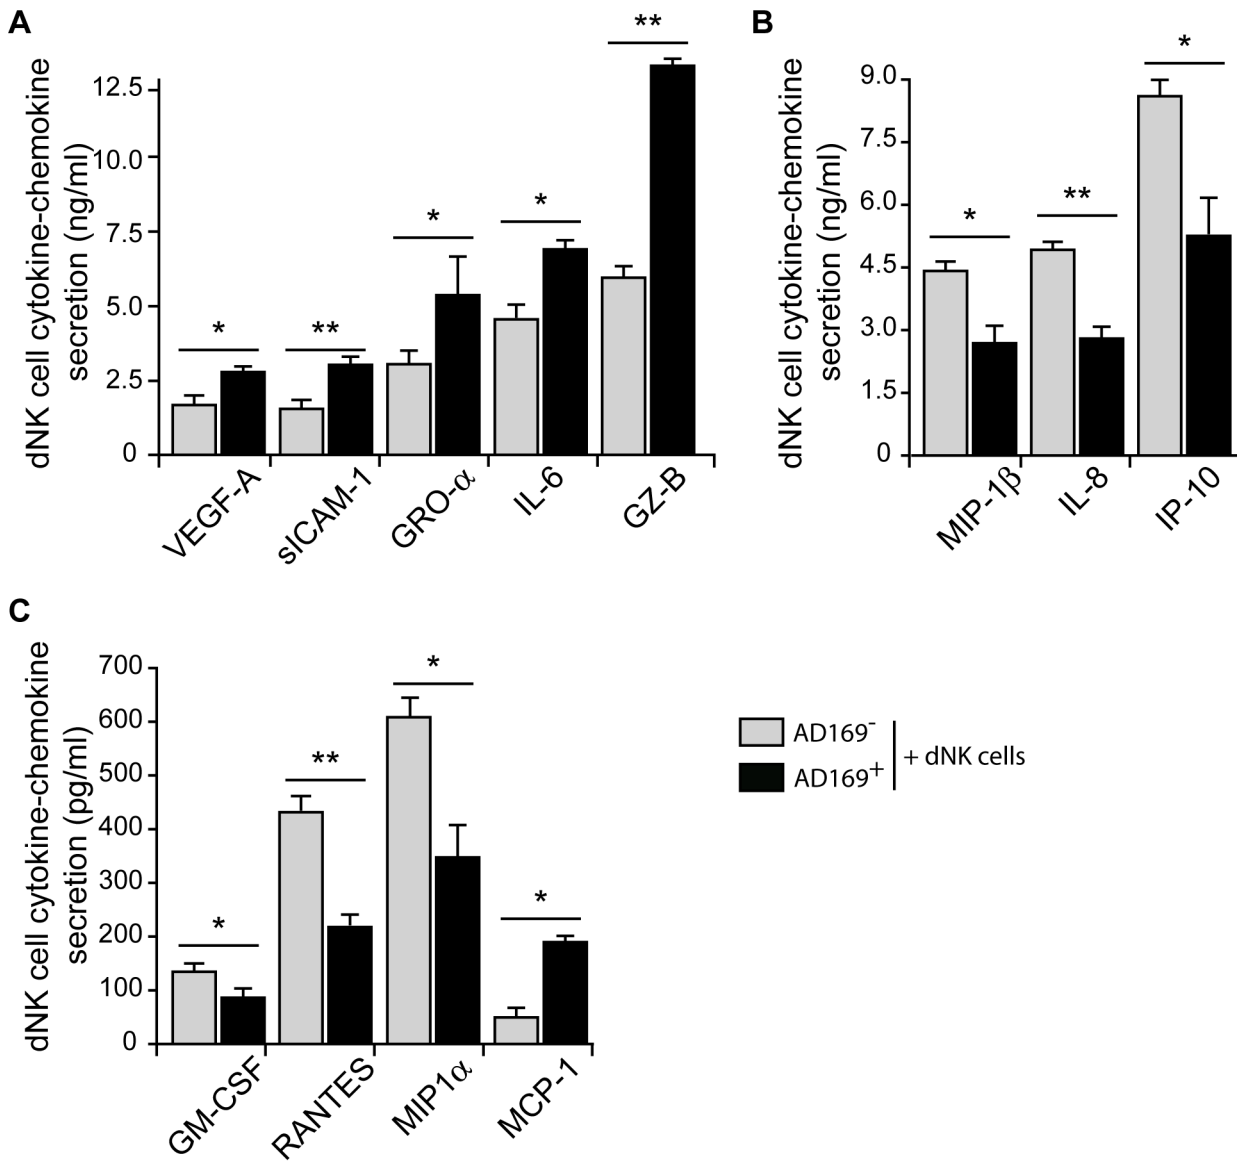 A
dNK cell cytokine-chemokine
secretion (ng/ml)
12.5
10.0
7.5
5.0
2.5
0
*
**
*
*
**
VEGF-A
sICAM-1
GRO-α
IL-6
GZ-B
B
dNK cell cytokine-chemokine
secretion (ng/ml)
9.0
7.5
6.0
4.5
3.0
1.5
0
*
**
*
MIP-1β
IL-8
IP-10
C
dNK cell cytokine-chemokine
secretion (pg/ml)
700
600
500
400
300
200
100
0
*
**
*
*
GM-CSF
RANTES
MIP1α
MCP-1
AD169⁻
AD169⁺
+ dNK cells